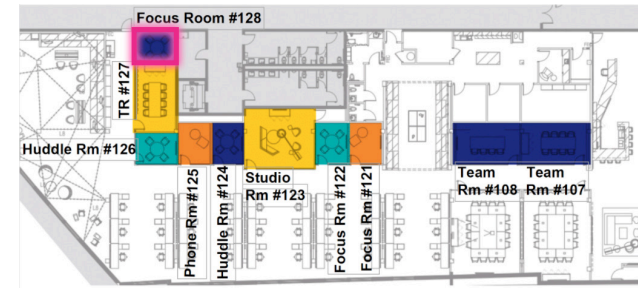 Focus Room #128
TR #127
Huddle Rm #126
Phone Rm #125
Huddle Rm #124
Studio
Rm #123
Focus Rm #122
Focus Rm #121
Team
Rm #108
Team
Rm #107